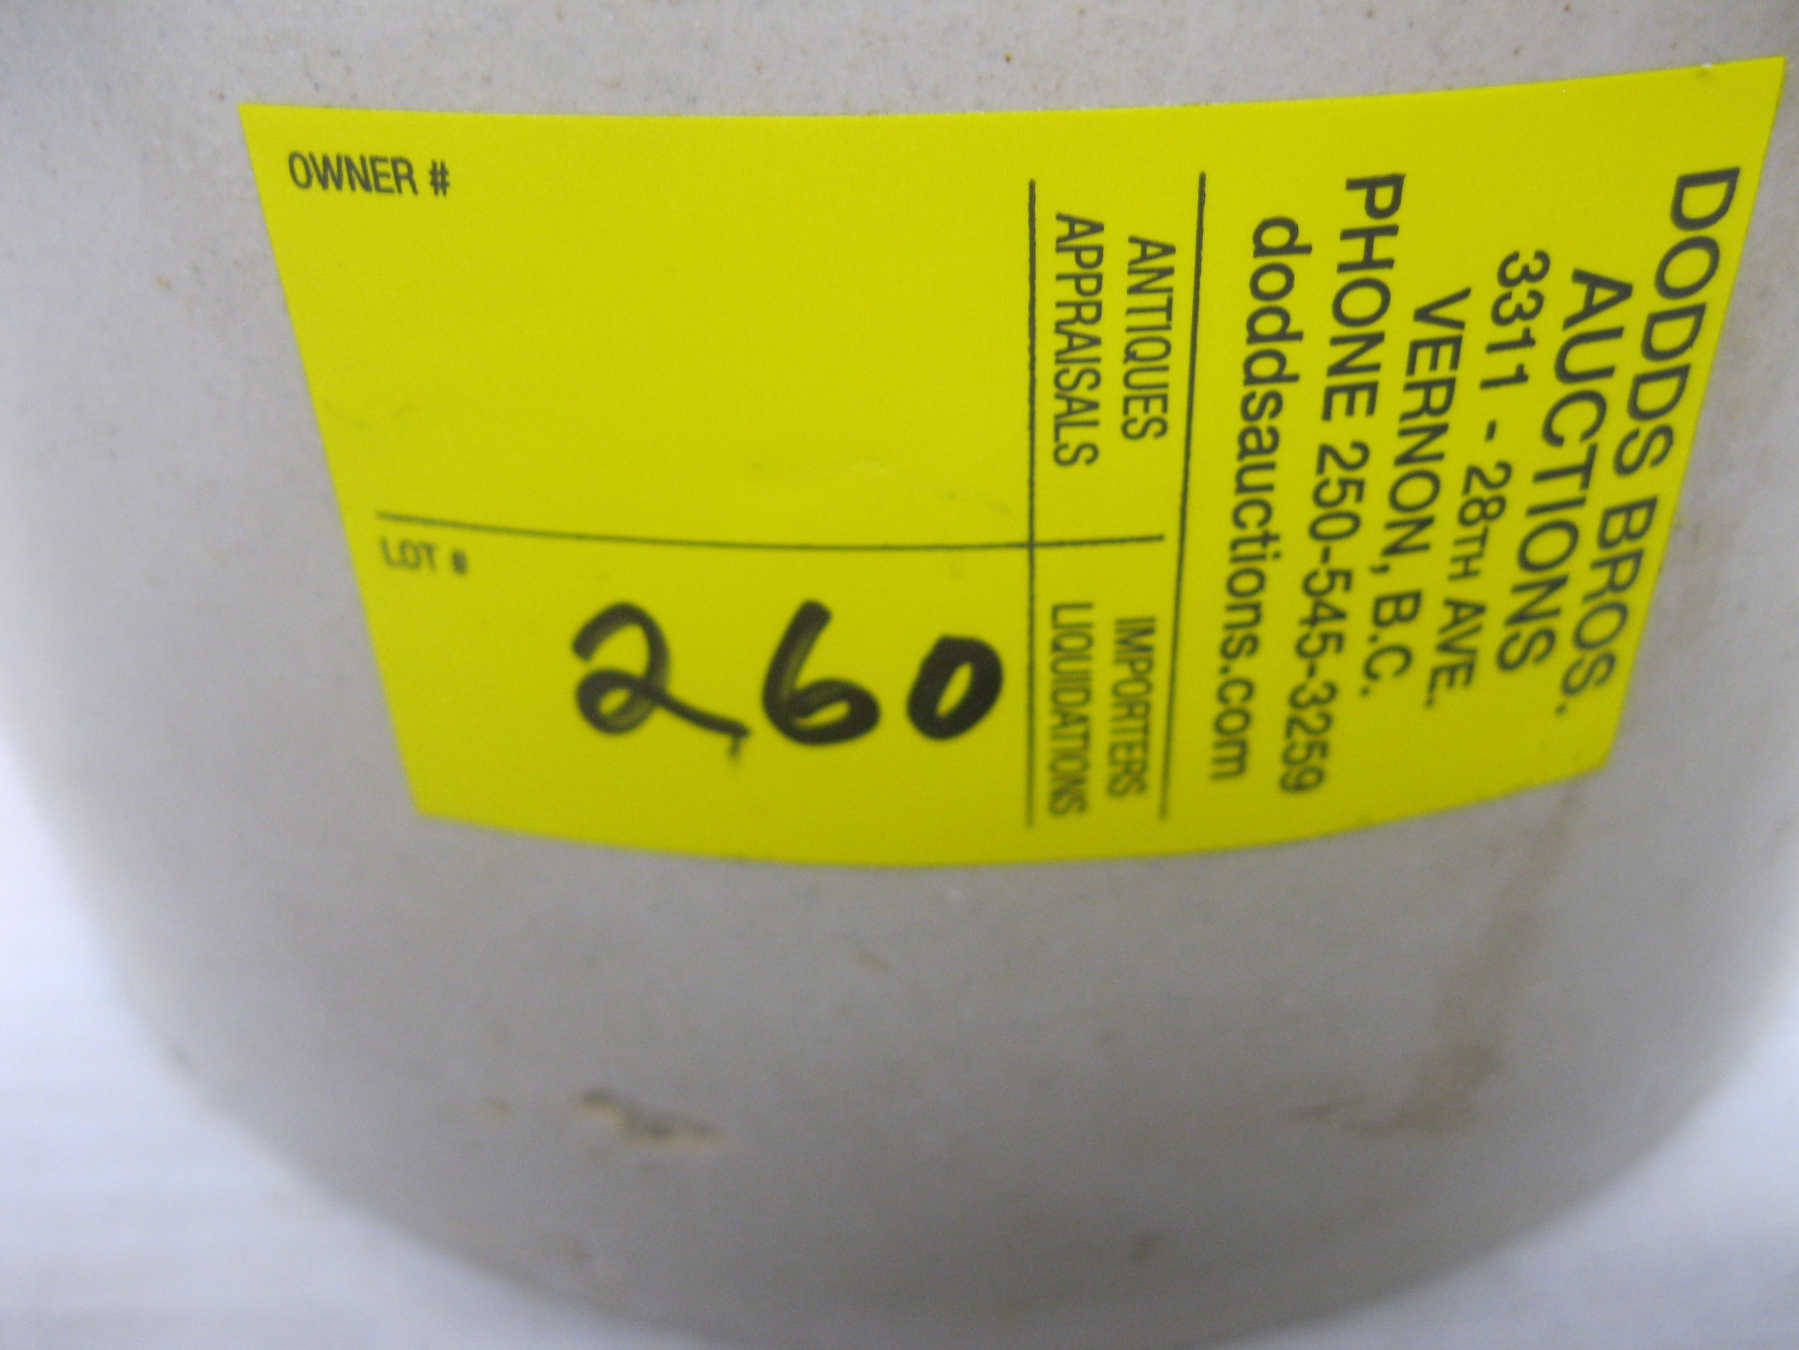 DODDS BROS.
AUCTIONS
3311 - 28TH AVE.
VERNON, B.C.
PHONE 250-545-3259
doddsauctions.com
ANTIQUES IMPORTERS
APPRAISALS LIQUIDATIONS
OWNER #
LOT #
260